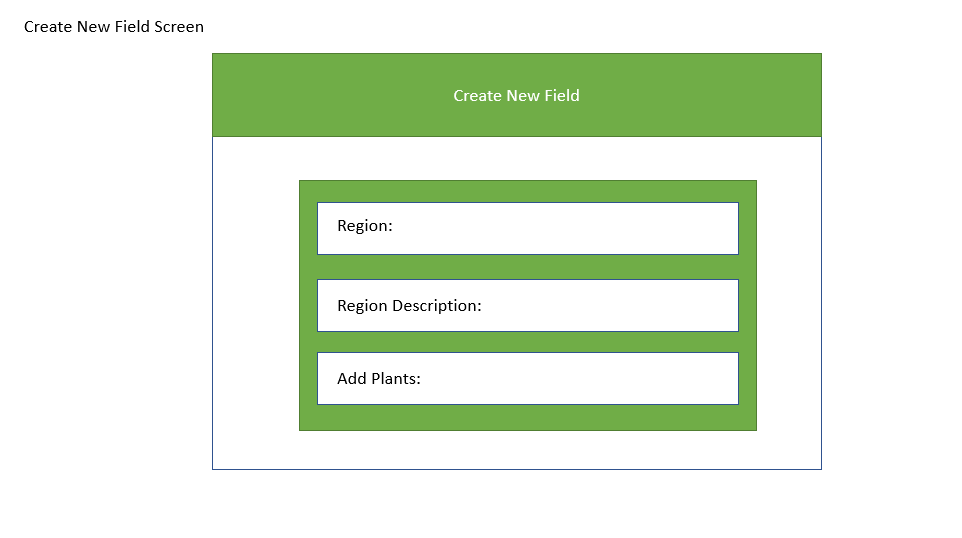 Create New Field Screen
Create New Field
Region:
Region Description:
Add Plants: